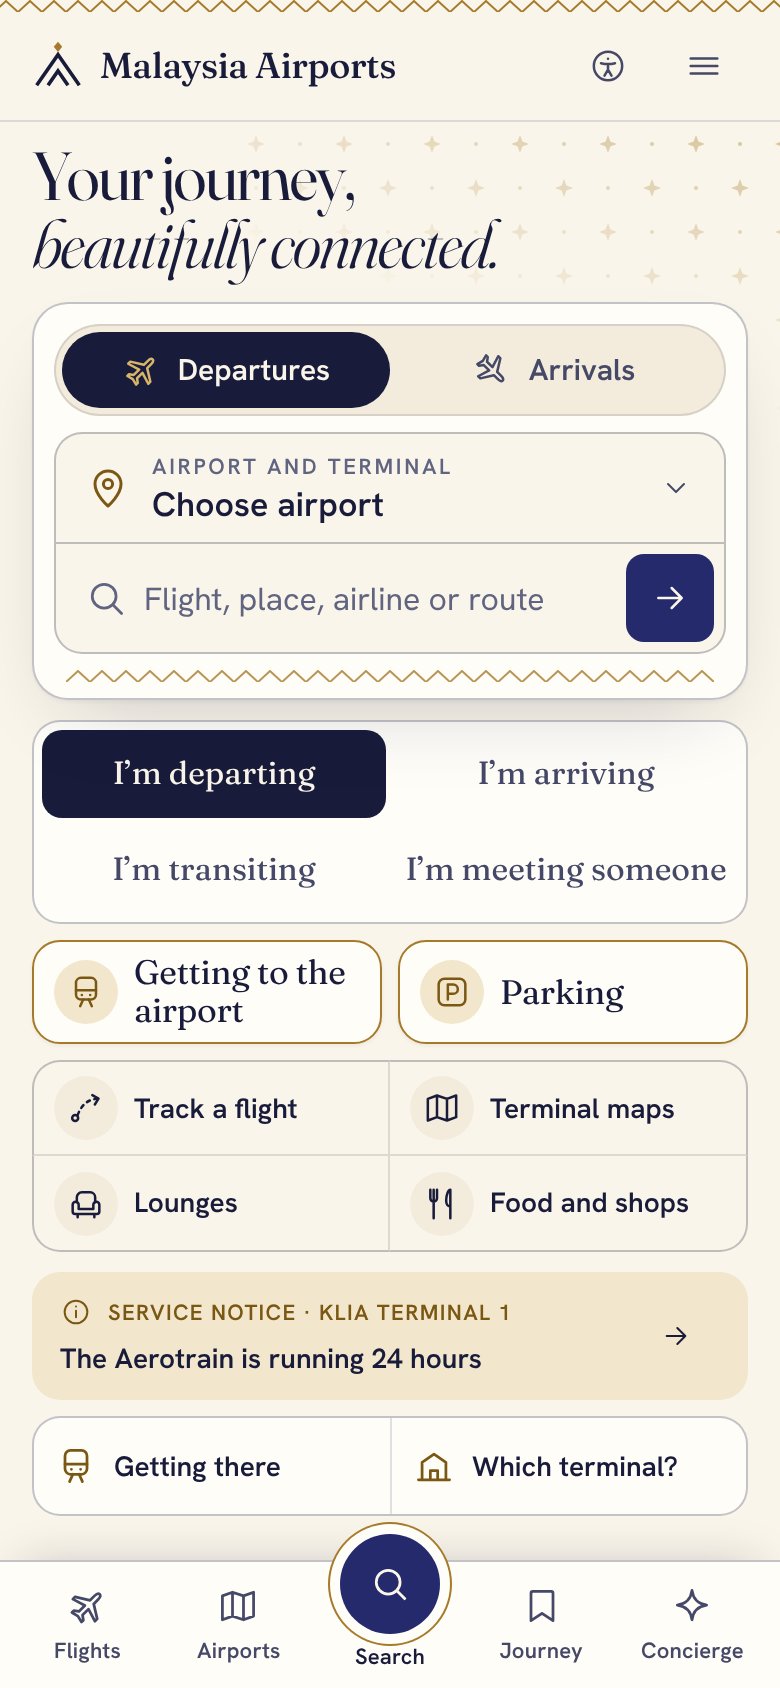 Malaysia Airports
Your journey,
beautifully connected.
Departures
Arrivals
AIRPORT AND TERMINAL
Choose airport
Flight, place, airline or route
I’m departing
I’m arriving
I’m transiting
I’m meeting someone
Getting to the
airport
P
Parking
Track a flight
Terminal maps
Lounges
Food and shops
SERVICE NOTICE · KLIA TERMINAL 1
The Aerotrain is running 24 hours
Getting there
Which terminal?
Flights
Airports
Search
Journey
Concierge